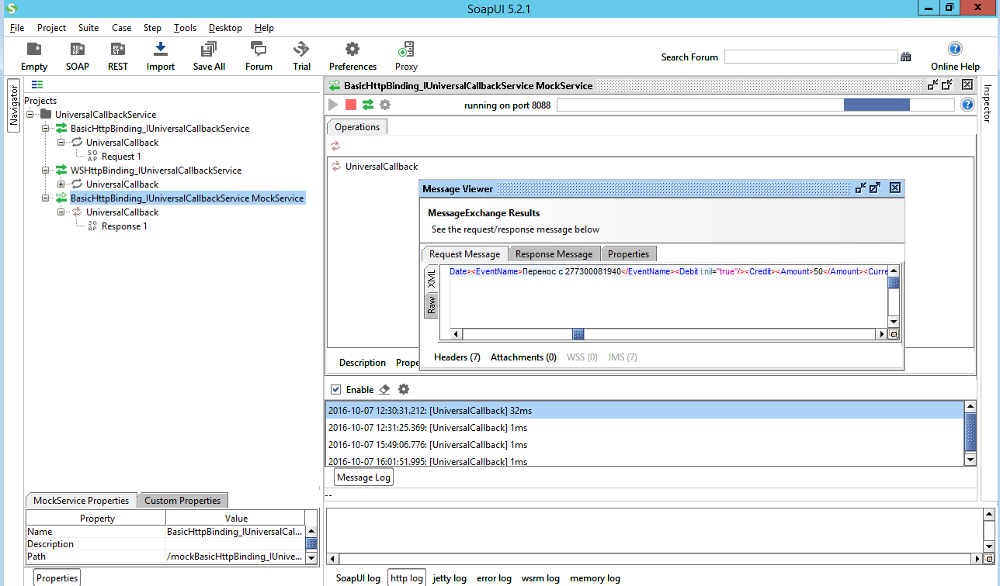 SoapUI 5.2.1
File Project Suite Case Step Tools Desktop Help
Empty SOAP REST Import Save All Forum Trial Preferences Proxy
Search Forum
Online Help
Navigator
Projects
UniversalCallbackService
BasicHttpBinding_IUniversalCallbackService
UniversalCallback
Request 1
WSHttpBinding_IUniversalCallbackService
UniversalCallback
BasicHttpBinding_IUniversalCallbackService MockService
UniversalCallback
Response 1
MockService Properties Custom Properties
Property Value
Name BasicHttpBinding_IUniversalCal...
Description
Path /mockBasicHttpBinding_IUnive...
Properties
BasicHttpBinding_IUniversalCallbackService MockService
running on port 8088
Operations
UniversalCallback
Message Viewer
MessageExchange Results
See the request/response message below
Request Message Response Message Properties
XML
Raw
Date><EventName>Перенос с 277300081940</EventName><Debit i:nil="true"/><Credit><Amount>50</Amount><Curre
Headers (7) Attachments (0) WSS (0) JMS (7)
Description Prope
Enable
2016-10-07 12:30:31.212: [UniversalCallback] 32ms
2016-10-07 12:31:25.369: [UniversalCallback] 1ms
2016-10-07 15:49:06.776: [UniversalCallback] 1ms
2016-10-07 16:01:51.995: [UniversalCallback] 1ms
Message Log
--
SoapUI log http log jetty log error log wsrm log memory log
Inspector